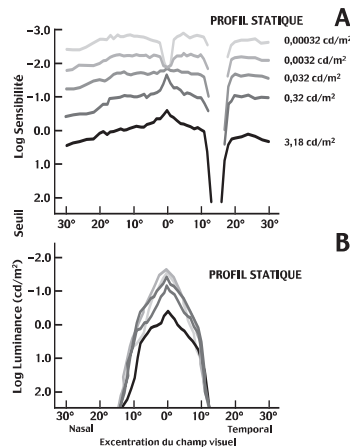 PROFIL STATIQUE
A
-3.0
-2.0
-1.0
0.0
1.0
2.0
Log Sensibilité
Seuil
0,00032 cd/m²
0,0032 cd/m²
0,032 cd/m²
0,32 cd/m²
3,18 cd/m²
30° 20° 10° 0° 10° 20° 30°
B
PROFIL STATIQUE
-2.0
-1.0
0.0
1.0
2.0
Log Luminance (cd/m²)
30° 20° 10° 0° 10° 20° 30°
Nasal Temporal
Excentration du champ visuel